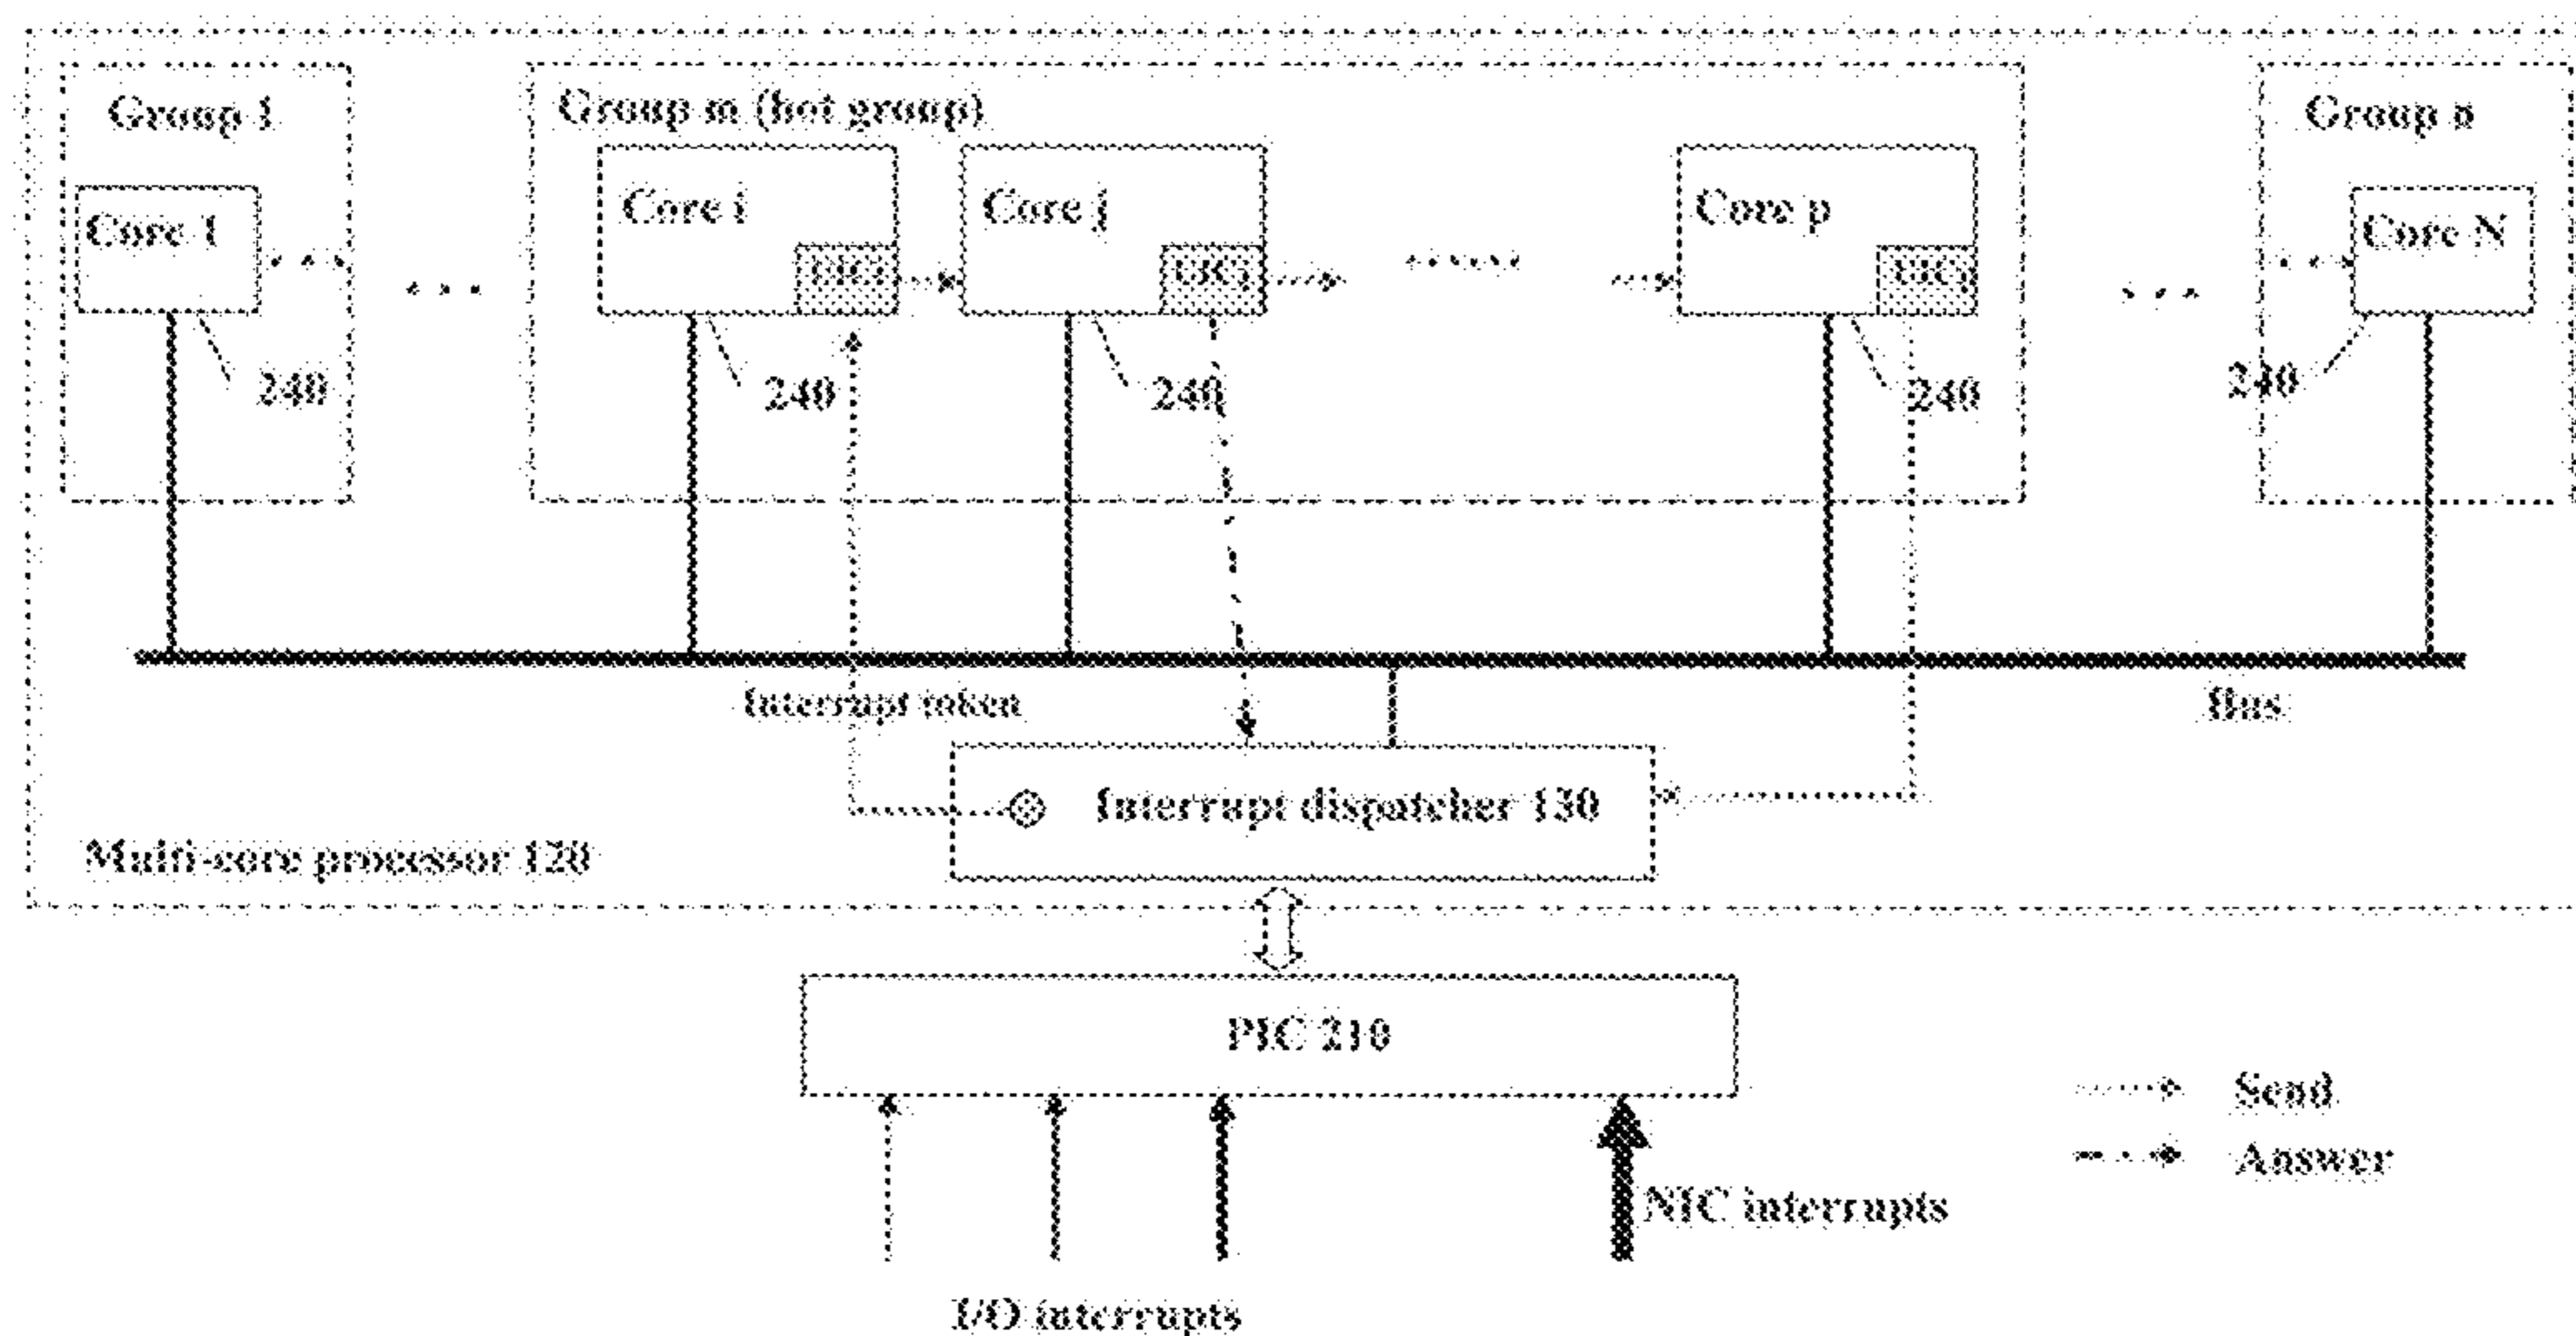 Group 1
Group m (hot group)
Group n
Core 1
Core i
Core j
Core p
Core N
240
240
240
240
240
Interrupt token
Bus
Interrupt dispatcher 130
Multi-core processor 120
PIC 210
Send
Answer
NIC interrupts
I/O interrupts